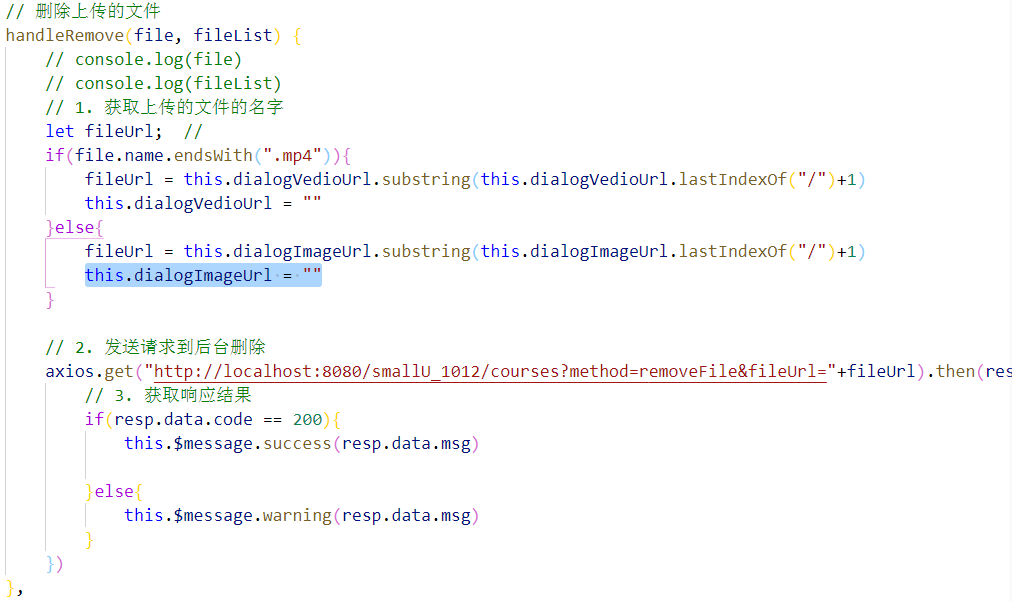 // 删除上传的文件
handleRemove(file, fileList) {
// console.log(file)
// console.log(fileList)
// 1. 获取上传的文件的名字
let fileUrl;  //
if(file.name.endsWith(".mp4")){
fileUrl = this.dialogVedioUrl.substring(this.dialogVedioUrl.lastIndexOf("/")+1)
this.dialogVedioUrl = ""
}else{
fileUrl = this.dialogImageUrl.substring(this.dialogImageUrl.lastIndexOf("/")+1)
this.dialogImageUrl = ""
}
// 2. 发送请求到后台删除
axios.get("http://localhost:8080/smallU_1012/courses?method=removeFile&fileUrl="+fileUrl).then(res
// 3. 获取响应结果
if(resp.data.code == 200){
this.$message.success(resp.data.msg)
}else{
this.$message.warning(resp.data.msg)
}
})
},